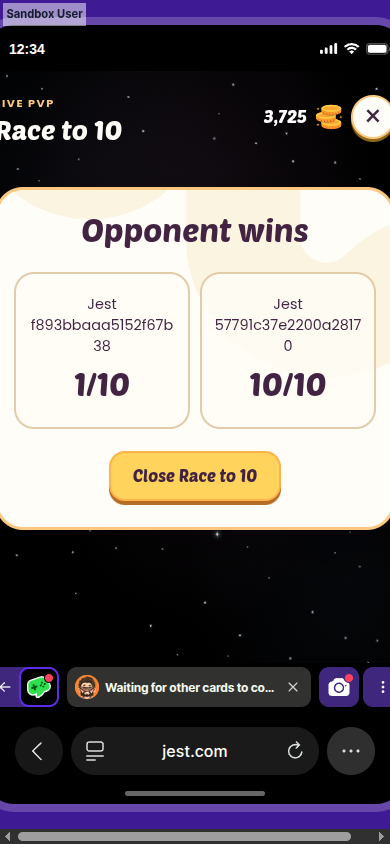 Sandbox User
12:34
IVE PVP
Race to 10
3,725
Opponent wins
Jest
f893bbaaa5152f67b
38
1/10
Jest
57791c37e2200a2817
0
10/10
Close Race to 10
Waiting for other cards to co...
jest.com